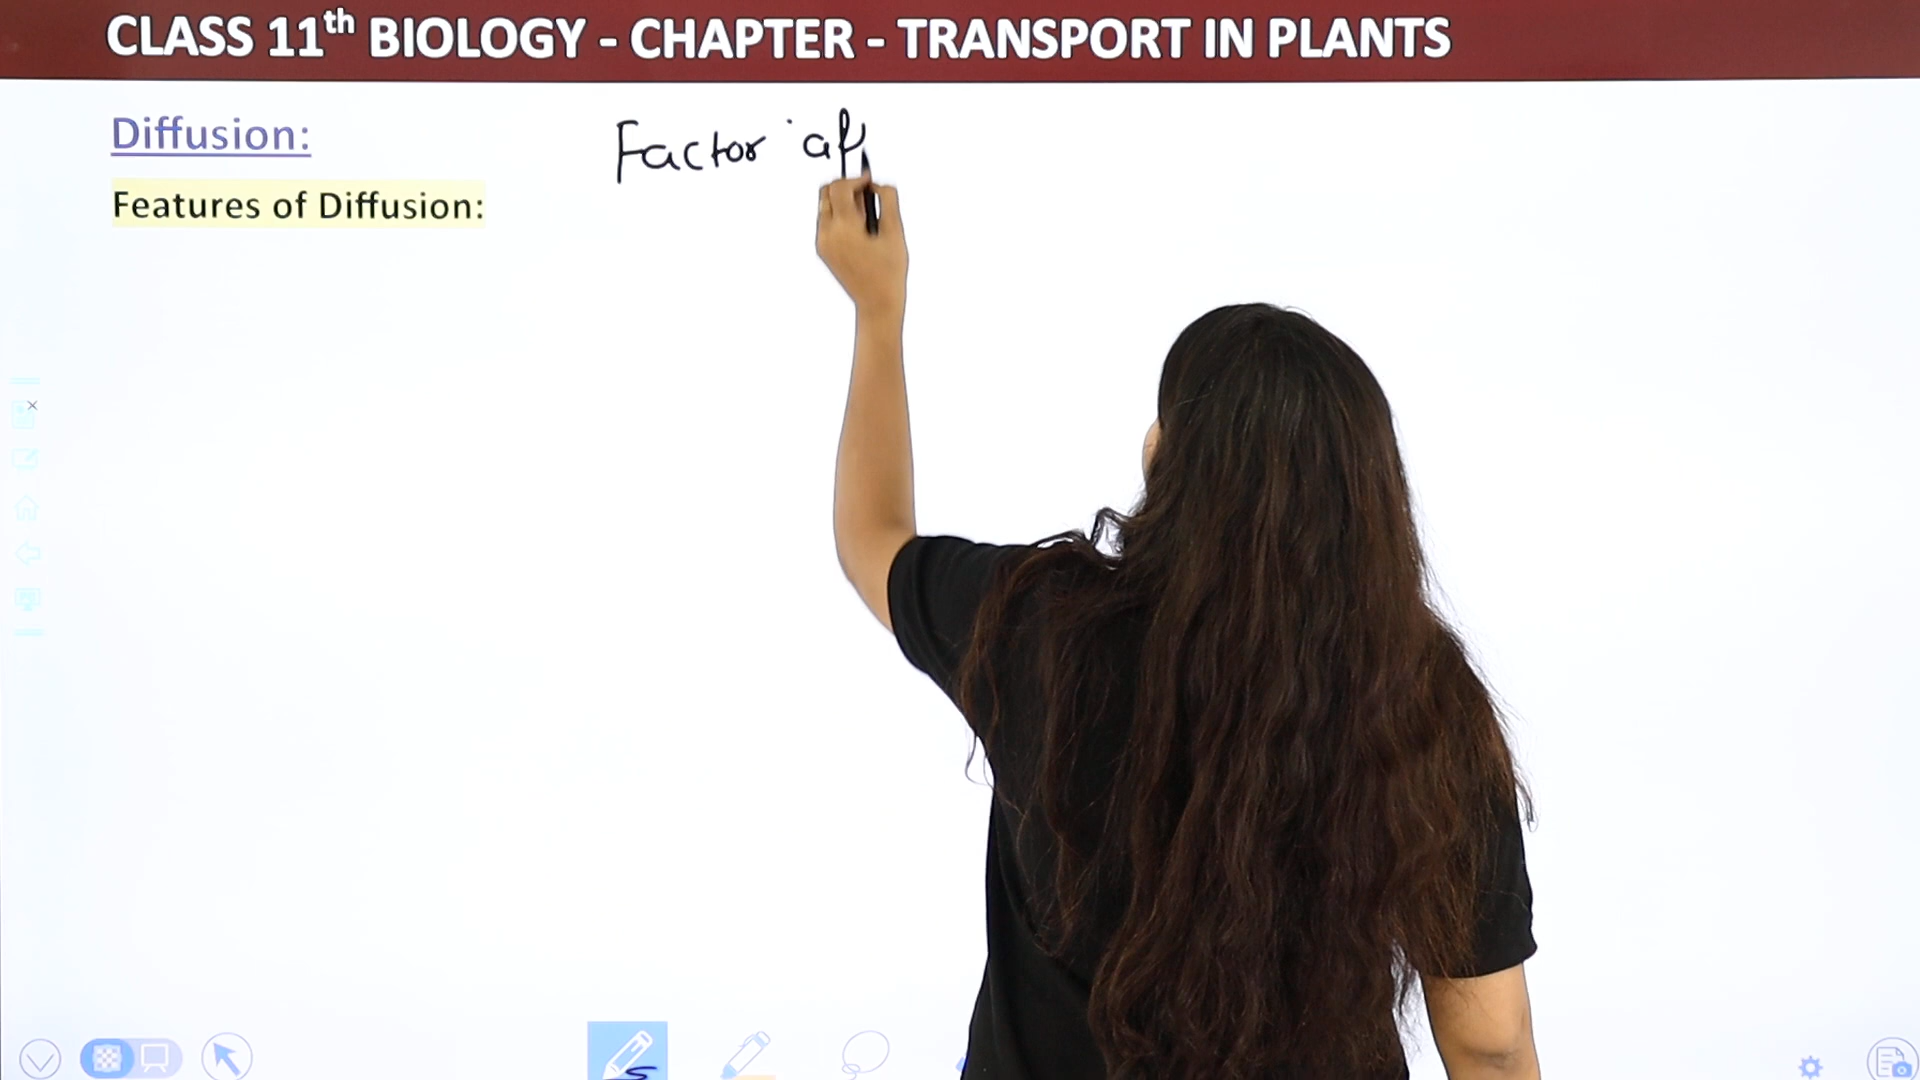 CLASS 11th BIOLOGY - CHAPTER - TRANSPORT IN PLANTS
Diffusion:
Factor af
Features of Diffusion: